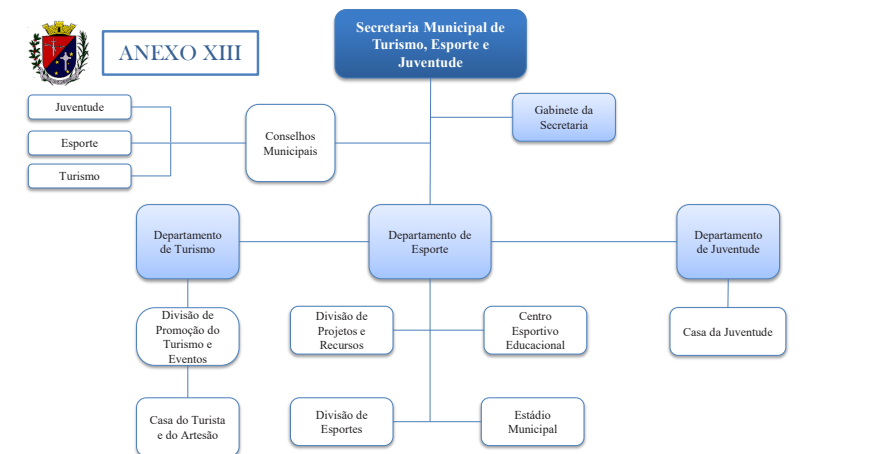 ANEXO XIII
Secretaria Municipal de
Turismo, Esporte e
Juventude
Juventude
Esporte
Turismo
Conselhos
Municipais
Gabinete da
Secretaria
Departamento
de Turismo
Departamento de
Esporte
Departamento
de Juventude
Divisão de
Promoção do
Turismo e
Eventos
Divisão de
Projetos e
Recursos
Centro
Esportivo
Educacional
Casa da Juventude
Casa do Turista
e do Artesão
Divisão de
Esportes
Estádio
Municipal